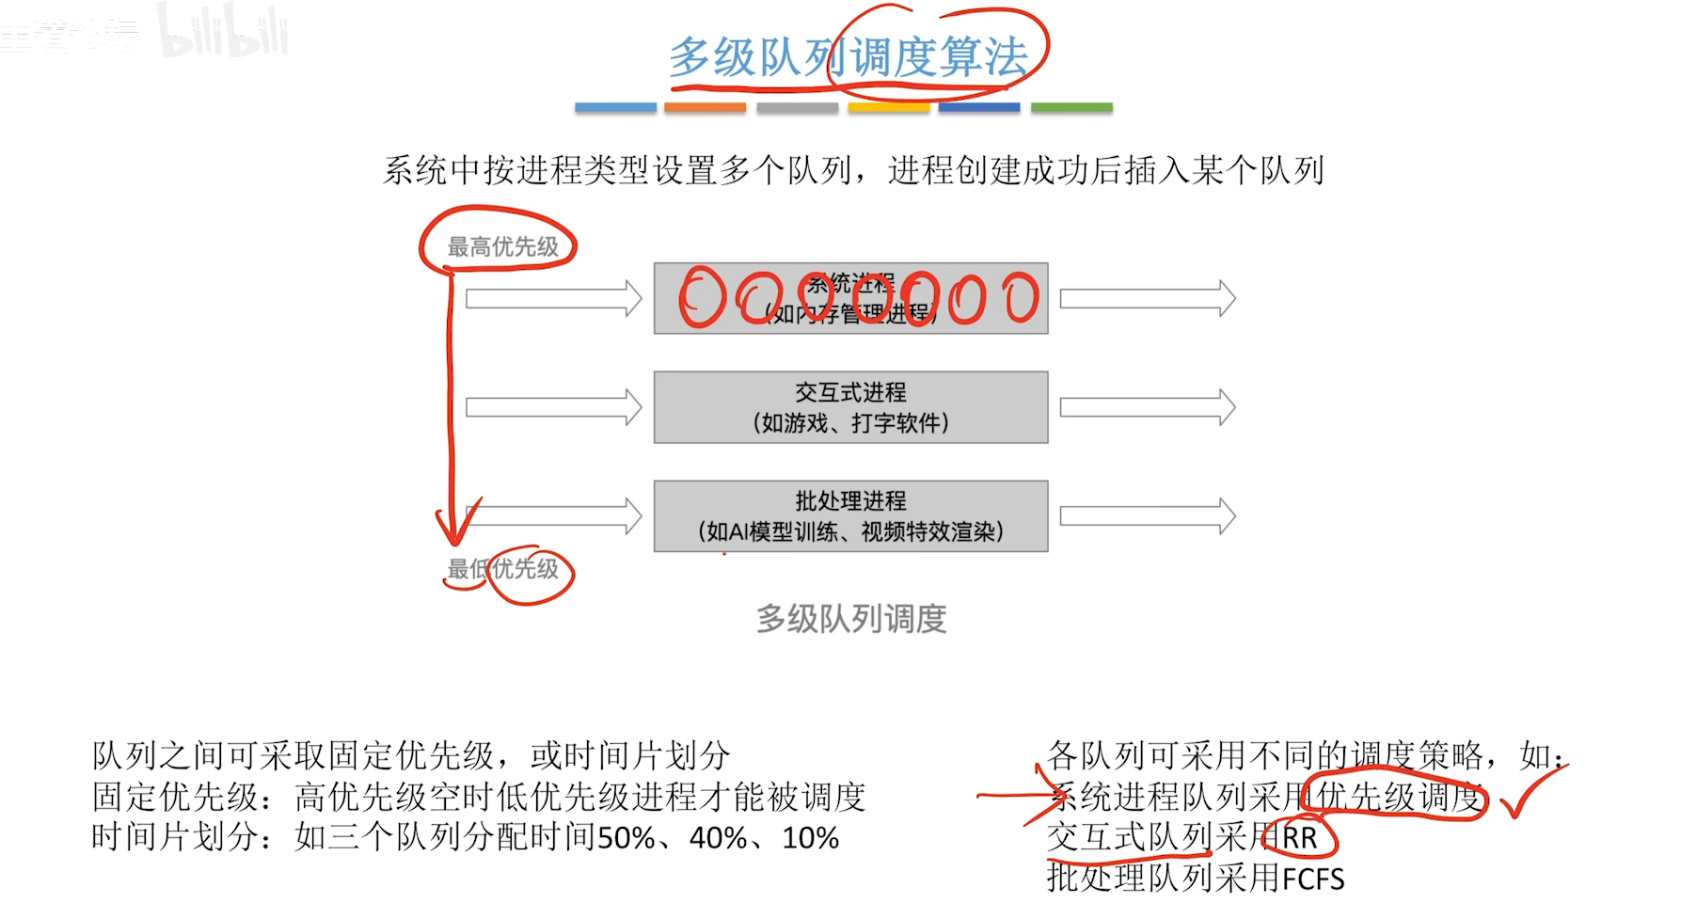 bilibili
多级队列调度算法
系统中按进程类型设置多个队列，进程创建成功后插入某个队列
最高优先级
系统进程
（如内存管理进程）
交互式进程
（如游戏、打字软件）
批处理进程
（如AI模型训练、视频特效渲染）
最低优先级
多级队列调度
队列之间可采取固定优先级，或时间片划分
固定优先级：高优先级空时低优先级进程才能被调度
时间片划分：如三个队列分配时间50%、40%、10%
各队列可采用不同的调度策略，如：
系统进程队列采用优先级调度
交互式队列采用RR
批处理队列采用FCFS